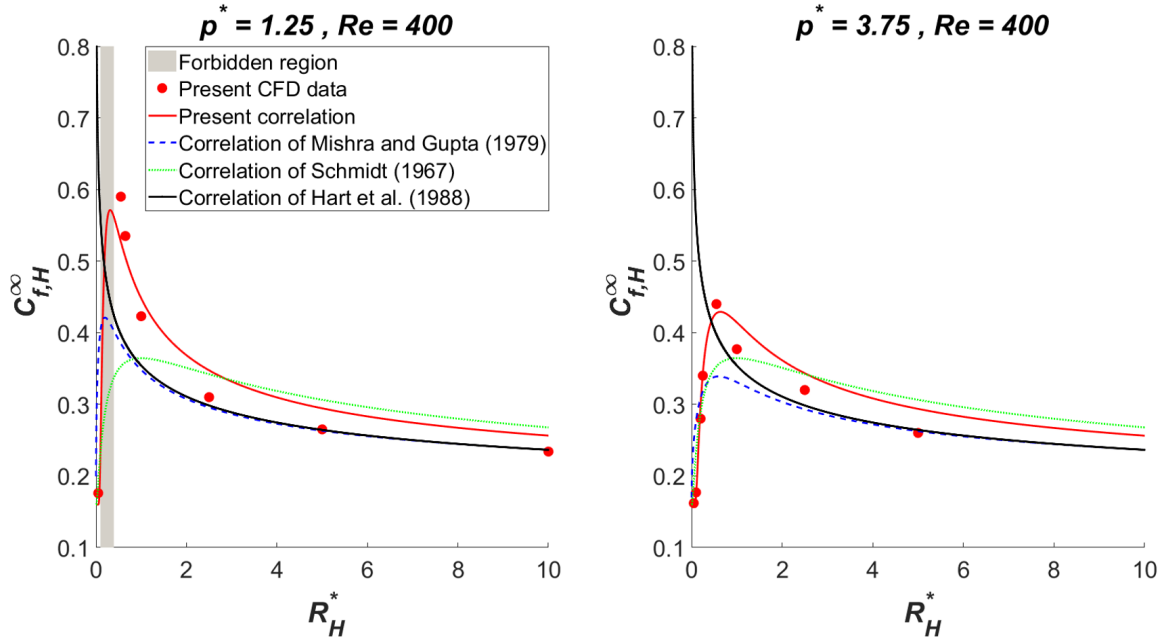 p* = 1.25 , Re = 400
0.8
0.7
0.6
0.5
0.4
0.3
0.2
0.1
C∞f,H
Forbidden region
Present CFD data
Present correlation
Correlation of Mishra and Gupta (1979)
Correlation of Schmidt (1967)
Correlation of Hart et al. (1988)
0 2 4 6 8 10
R*H
p* = 3.75 , Re = 400
0.8
0.7
0.6
0.5
0.4
0.3
0.2
0.1
C∞f,H
0 2 4 6 8 10
R*H